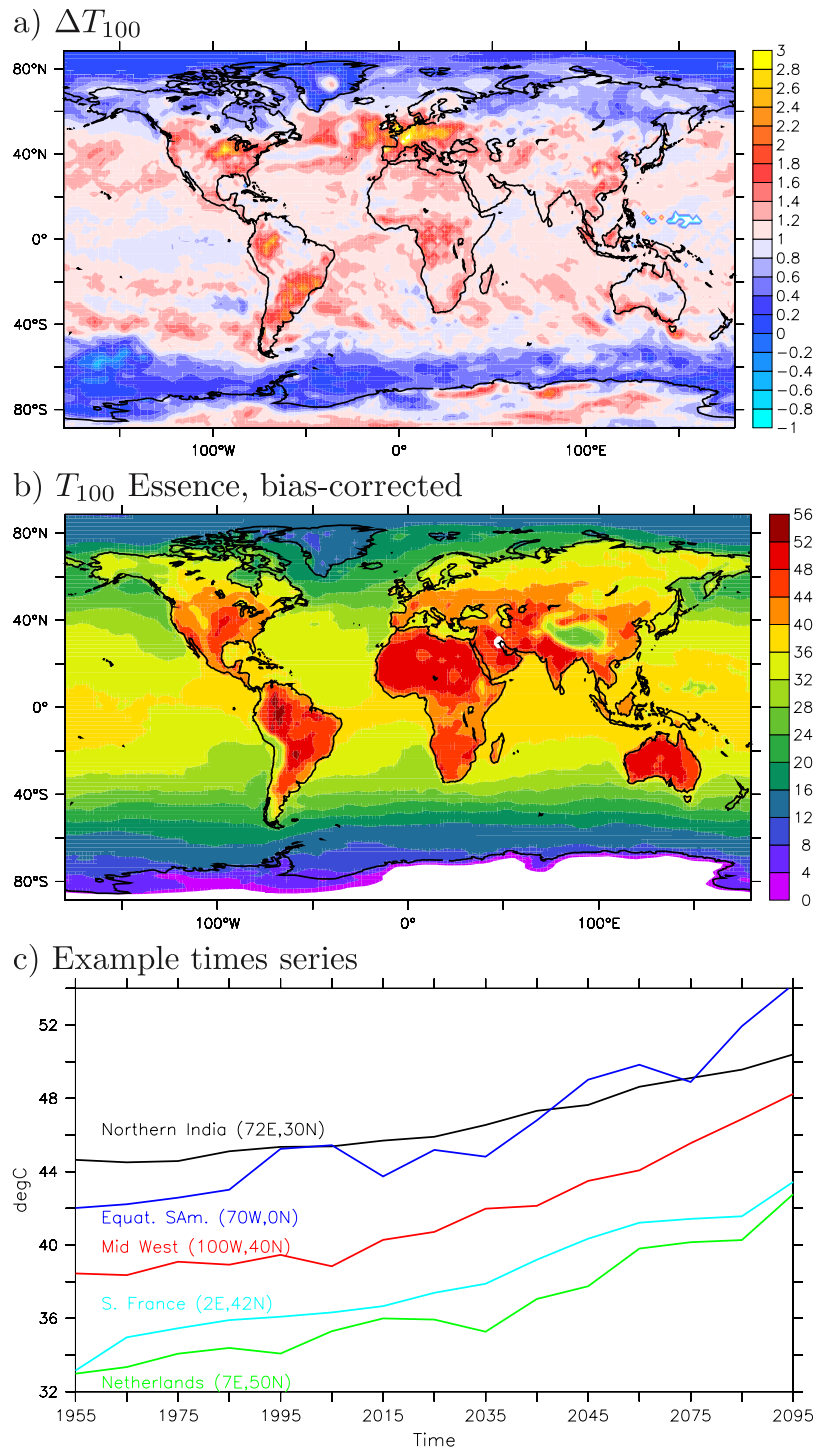 a) ΔT₁₀₀
80°N
40°N
0°
40°S
80°S
100°W 0° 100°E
3
2.8
2.6
2.4
2.2
2
1.8
1.6
1.4
1.2
1
0.8
0.6
0.4
0.2
0
−0.2
−0.4
−0.6
−0.8
−1
b) T₁₀₀ Essence, bias-corrected
80°N
40°N
0°
40°S
80°S
100°W 0° 100°E
56
52
48
44
40
36
32
28
24
20
16
12
8
4
0
c) Example times series
degC
52
48
44
40
36
32
Northern India (72E,30N)
Equat. SAm. (70W,0N)
Mid West (100W,40N)
S. France (2E,42N)
Netherlands (7E,50N)
1955 1975 1995 2015 2035 2045 2075 2095
Time